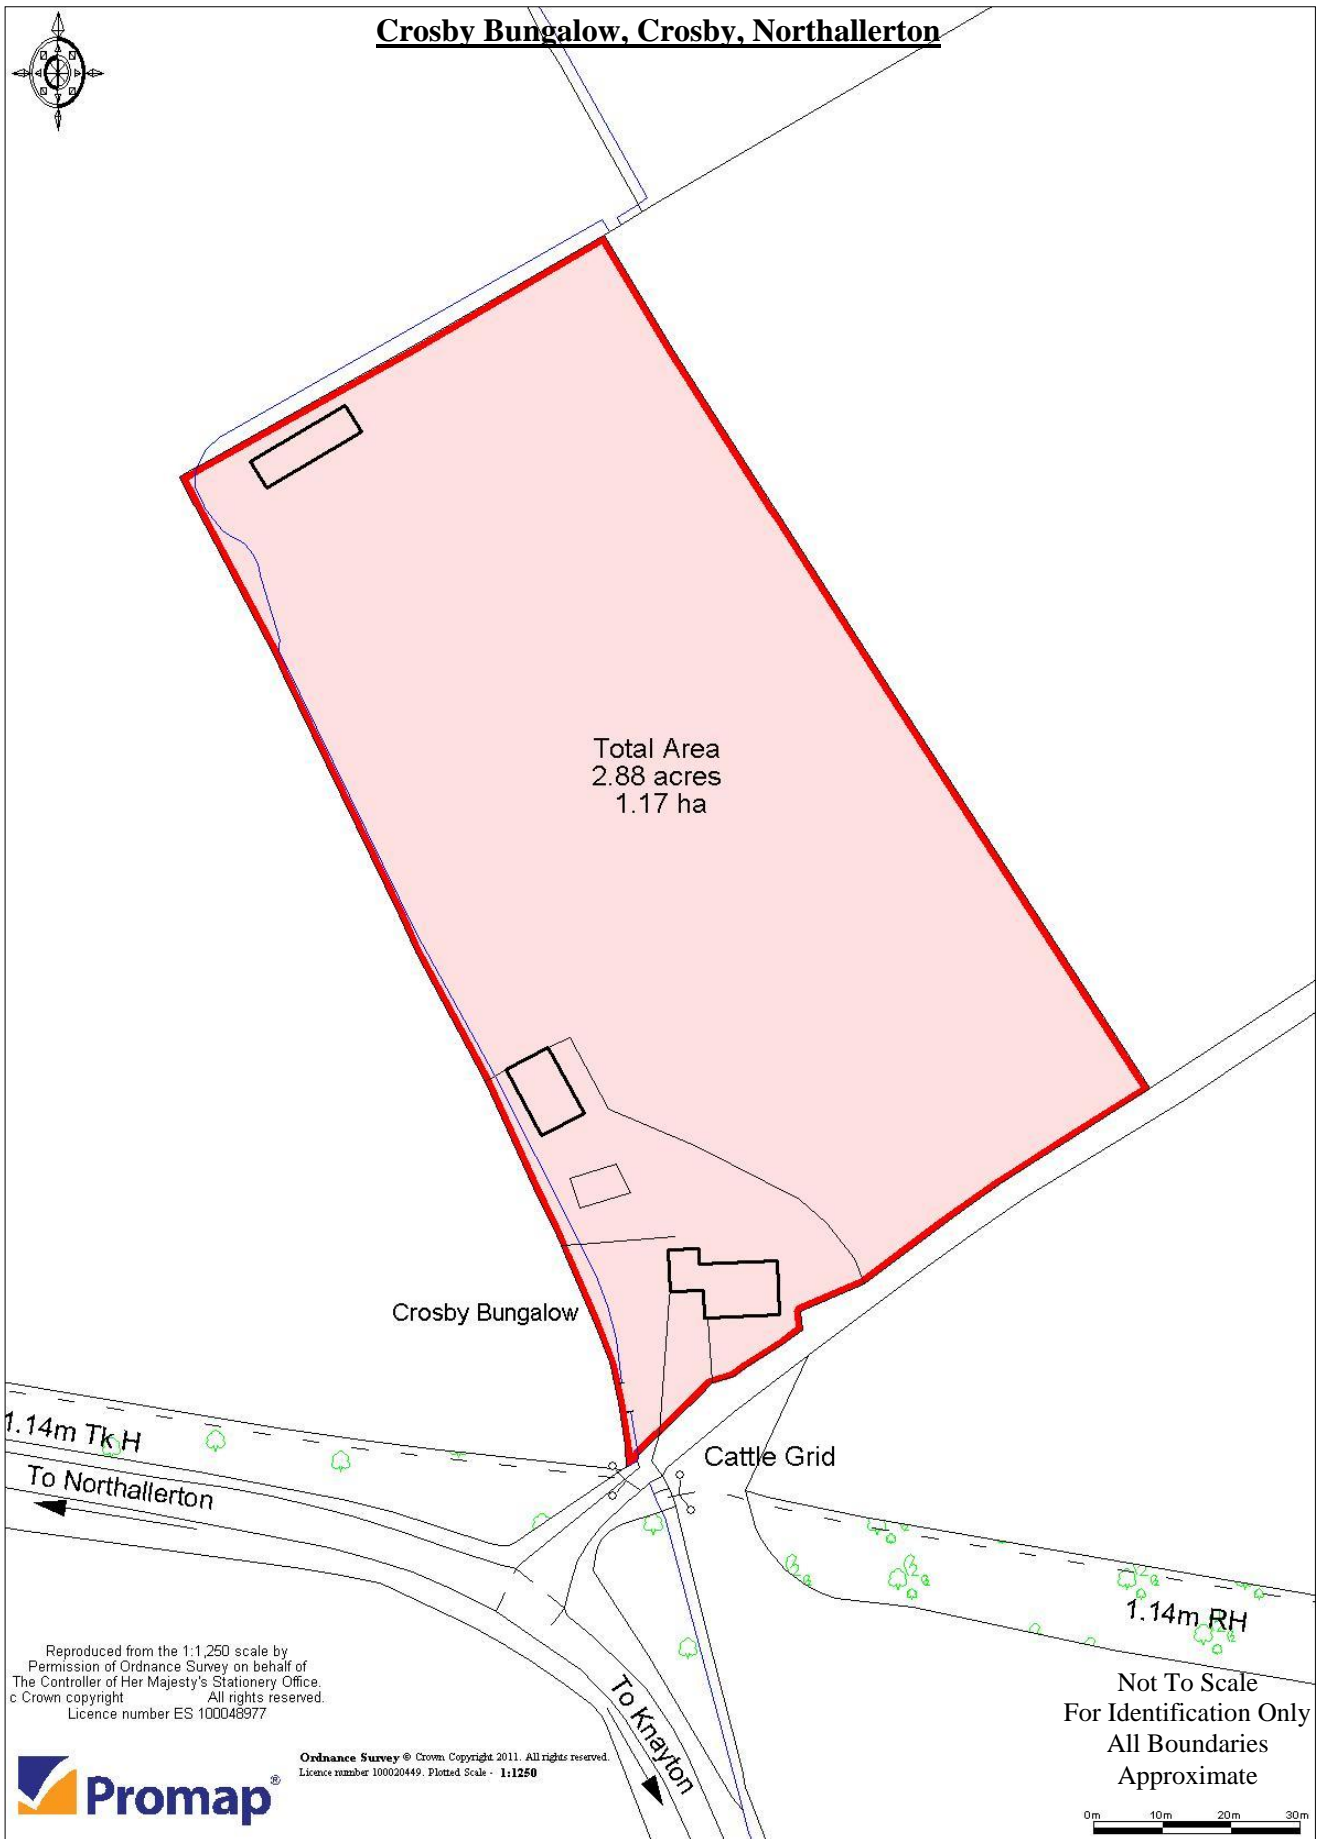 Crosby Bungalow, Crosby, Northallerton
Total Area
2.88 acres
1.17 ha
Crosby Bungalow
1.14m Tk H
To Northallerton
Cattle Grid
1.14m RH
To Knayton
Reproduced from the 1:1,250 scale by
Permission of Ordnance Survey on behalf of
The Controller of Her Majesty's Stationery Office.
c Crown copyright All rights reserved.
Licence number ES 100048977
Not To Scale
For Identification Only
All Boundaries
Approximate
Promap®
Ordnance Survey © Crown Copyright 2011. All rights reserved.
Licence number 100020449. Plotted Scale - 1:1250
0m 10m 20m 30m